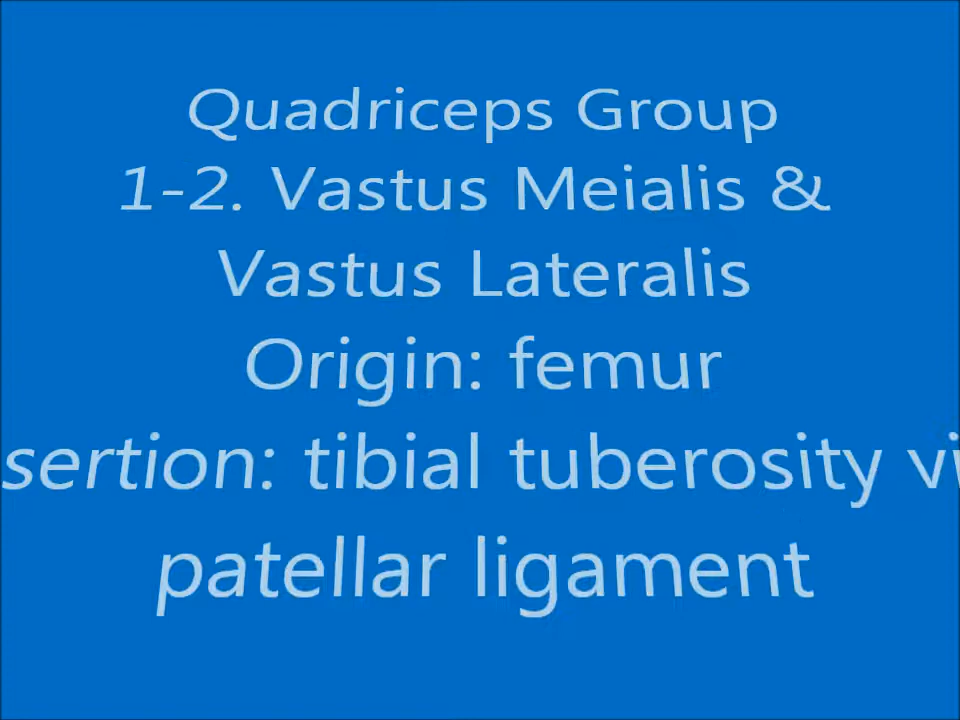 Quadriceps Group
1-2. Vastus Meialis &
Vastus Lateralis
Origin: femur
sertion: tibial tuberosity vi
patellar ligament